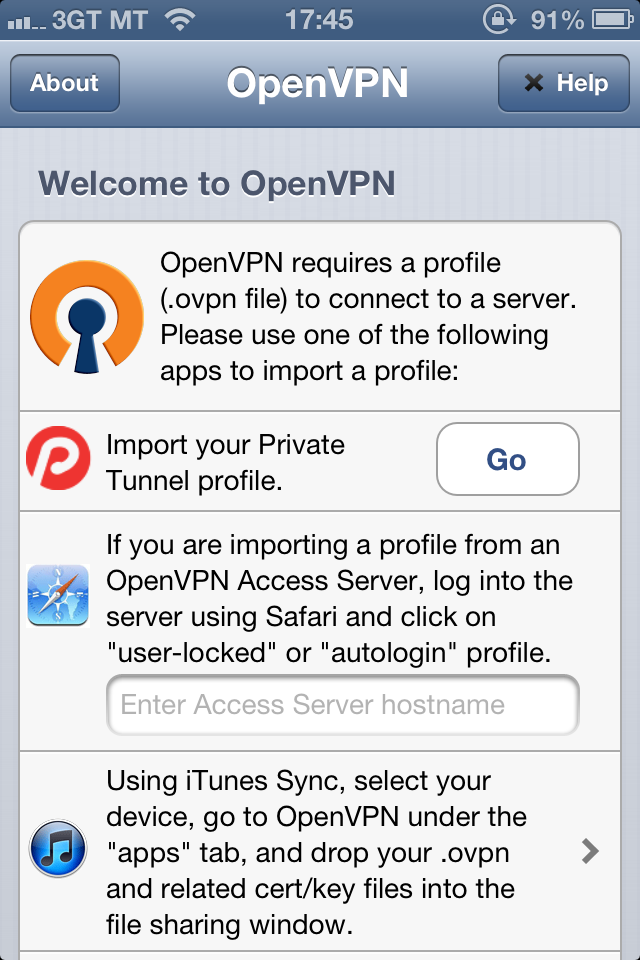 3GT MT 17:45 91%
About OpenVPN Help
Welcome to OpenVPN
OpenVPN requires a profile
(.ovpn file) to connect to a server.
Please use one of the following
apps to import a profile:
Import your Private
Tunnel profile.
Go
If you are importing a profile from an
OpenVPN Access Server, log into the
server using Safari and click on
"user-locked" or "autologin" profile.
Enter Access Server hostname
Using iTunes Sync, select your
device, go to OpenVPN under the
"apps" tab, and drop your .ovpn
and related cert/key files into the
file sharing window.